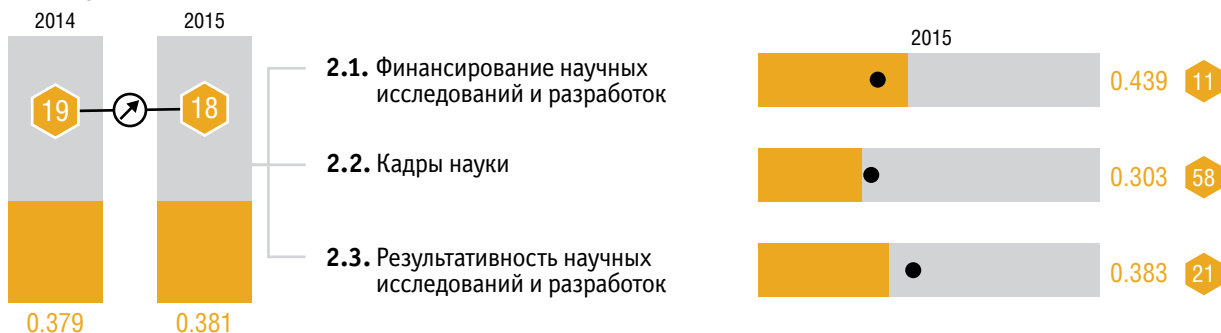 2014 2015
19 18
0.379 0.381
2.1. Финансирование научных
исследований и разработок
2.2. Кадры науки
2.3. Результативность научных
исследований и разработок
2015
0.439 11
0.303 58
0.383 21